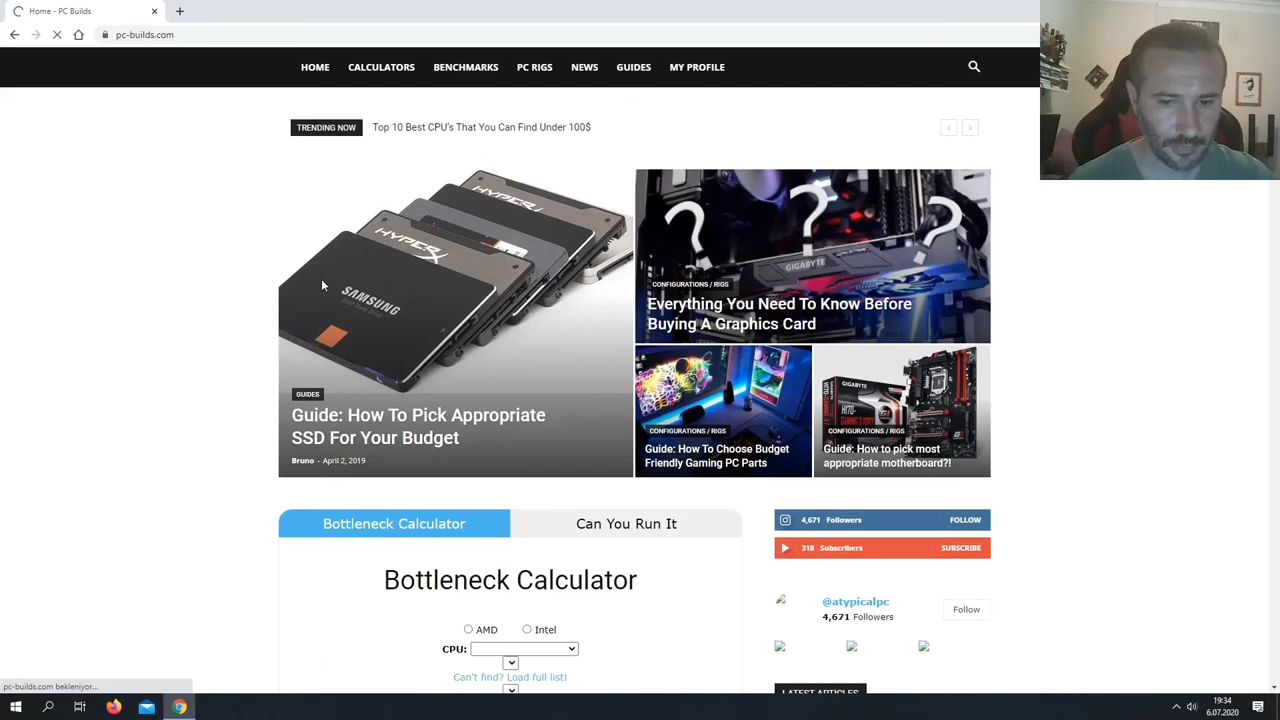 Home - PC Builds
pc-builds.com
HOME CALCULATORS BENCHMARKS PC RIGS NEWS GUIDES MY PROFILE
TRENDING NOW Top 10 Best CPU's That You Can Find Under 100$
HYPERX
HYPERX
SAMSUNG
GUIDES
Guide: How To Pick Appropriate
SSD For Your Budget
Bruno - April 2, 2019
? ? ?
GIGABYTE
CONFIGURATIONS / RIGS
Everything You Need To Know Before
Buying A Graphics Card
CONFIGURATIONS / RIGS
Guide: How To Choose Budget
Friendly Gaming PC Parts
GIGABYTE
CONFIGURATIONS / RIGS
Guide: How to pick most
appropriate motherboard?!
Bottleneck Calculator Can You Run It
Bottleneck Calculator
AMD Intel
CPU:
Can't find? Load full list!
4,671 Followers FOLLOW
318 Subscribers SUBSCRIBE
@atypicalpc
4,671 Followers
Follow
LATEST ARTICLES
pc-builds.com bekleniyor...
19:34
6.07.2020